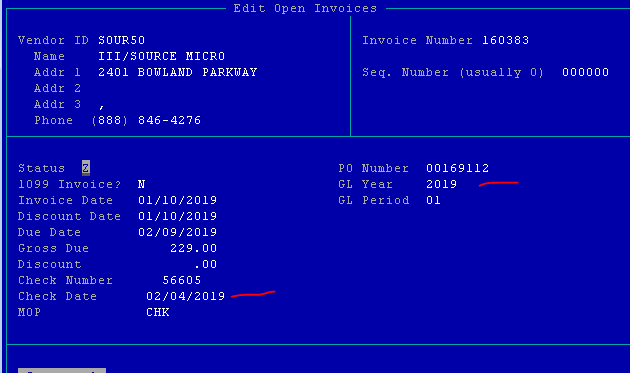 Edit Open Invoices
Vendor ID SOUR50
Invoice Number 160383
Name III/SOURCE MICRO
Addr 1 2401 BOWLAND PARKWAY
Seq. Number (usually 0) 000000
Addr 2
Addr 3 ,
Phone (888) 846-4276
Status Z
PO Number 00169112
1099 Invoice? N
GL Year 2019
Invoice Date 01/10/2019
GL Period 01
Discount Date 01/10/2019
Due Date 02/09/2019
Gross Due 229.00
Discount .00
Check Number 56605
Check Date 02/04/2019
MOP CHK